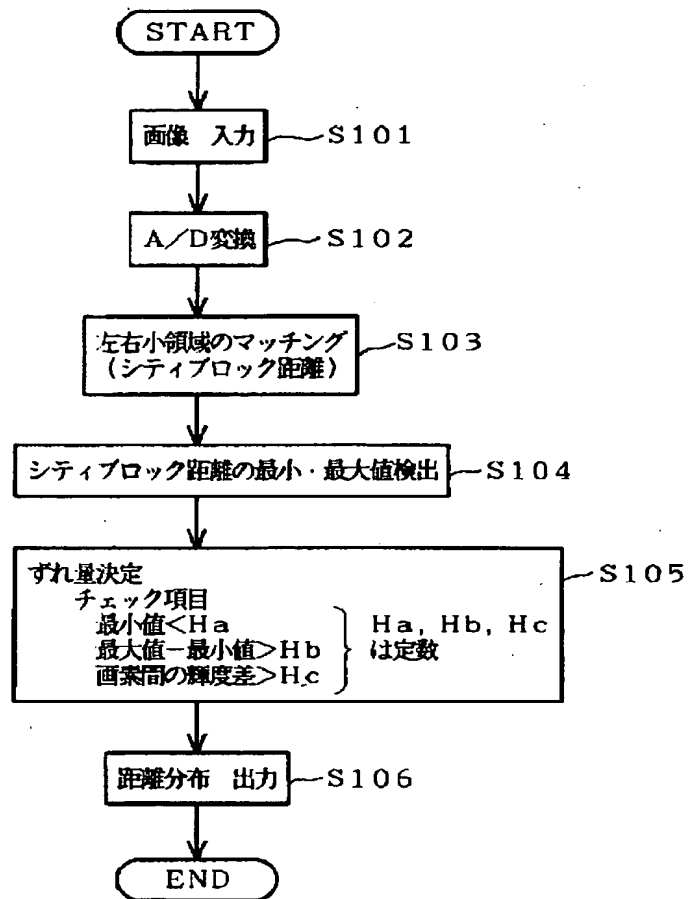 START
画像 入力
S101
A/D変換
S102
左右小領域のマッチング
(シティブロック距離)
S103
シティブロック距離の最小・最大値検出
S104
ずれ量決定
チェック項目
最小値<Ha
最大値-最小値>Hb
画素間の輝度差>Hc
Ha, Hb, Hc
は定数
S105
距離分布 出力
S106
END